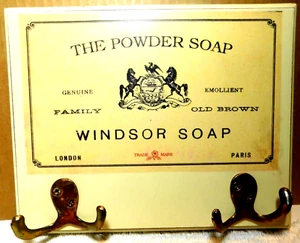 THE POWDER SOAP
GENUINE EMOLLIENT
FAMILY OLD BROWN
WINDSOR SOAP
LONDON TRADE MARK PARIS